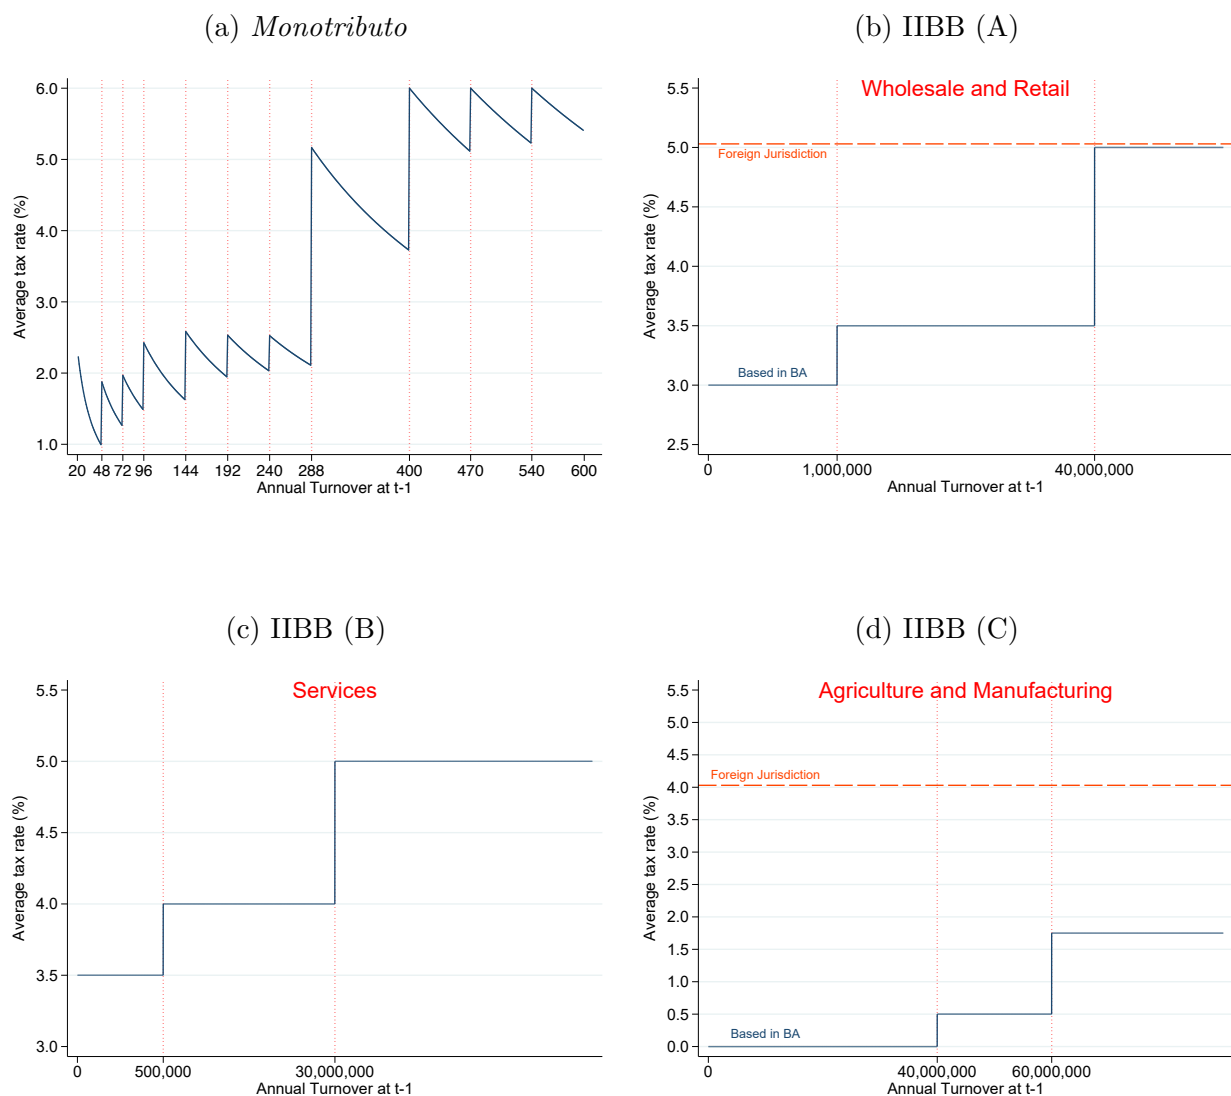 (a) Monotributo
6.0
5.0
4.0
3.0
2.0
1.0
Average tax rate (%)
20 48 72 96 144 192 240 288 400 470 540 600
Annual Turnover at t-1
(b) IIBB (A)
Wholesale and Retail
5.5
5.0
4.5
4.0
3.5
3.0
2.5
Average tax rate (%)
Foreign Jurisdiction
Based in BA
0 1,000,000 40,000,000
Annual Turnover at t-1
(c) IIBB (B)
Services
5.5
5.0
4.5
4.0
3.5
3.0
Average tax rate (%)
0 500,000 30,0000,000
Annual Turnover at t-1
(d) IIBB (C)
Agriculture and Manufacturing
5.5
5.0
4.5
4.0
3.5
3.0
2.5
2.0
1.5
1.0
0.5
0.0
Average tax rate (%)
Foreign Jurisdiction
Based in BA
0 40,000,000 60,000,000
Annual Turnover at t-1